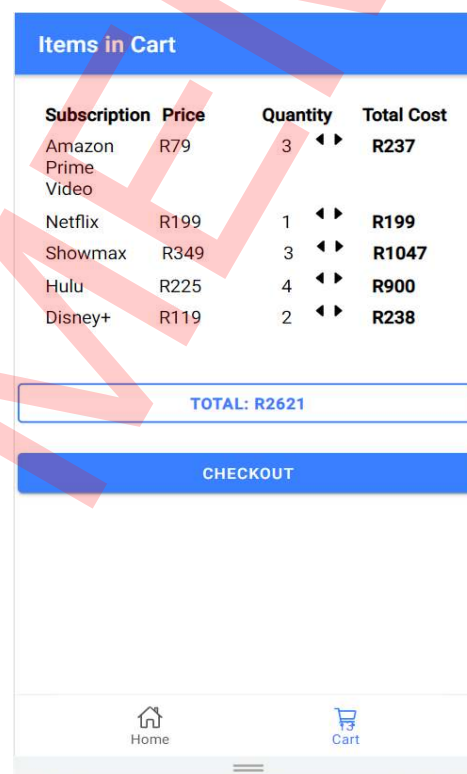 Items in Cart
Subscription Price Quantity Total Cost
Amazon Prime Video R79 3 R237
Netflix R199 1 R199
Showmax R349 3 R1047
Hulu R225 4 R900
Disney+ R119 2 R238
TOTAL: R2621
CHECKOUT
13
Home Cart